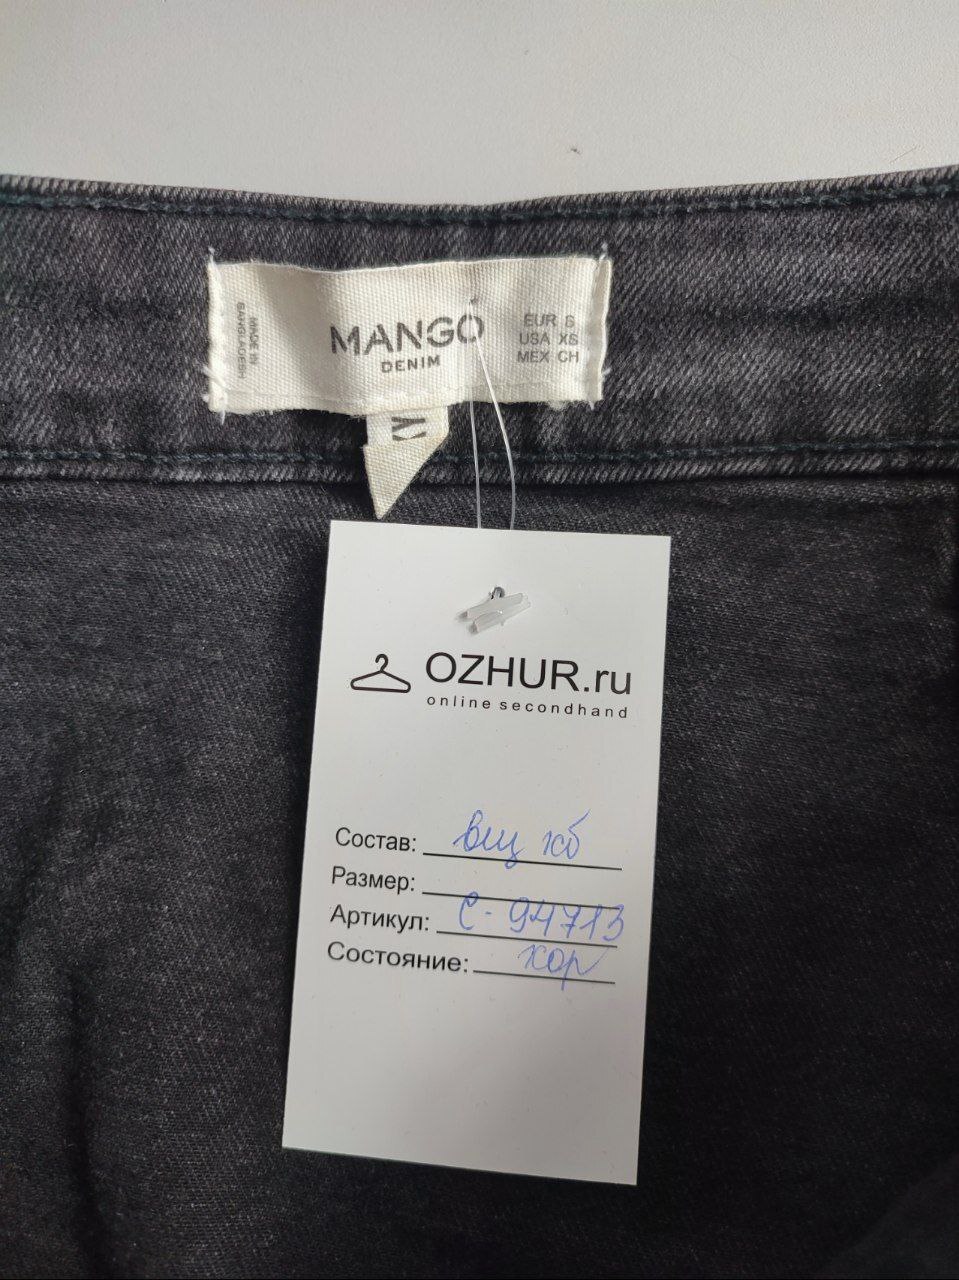 MADE IN
BANGLADESH
MANGO
DENIM
EUR S
USA XS
MEX CH
OZHUR.ru
online secondhand
Состав: вщ хб
Размер:
Артикул: С-94713
Состояние: хор